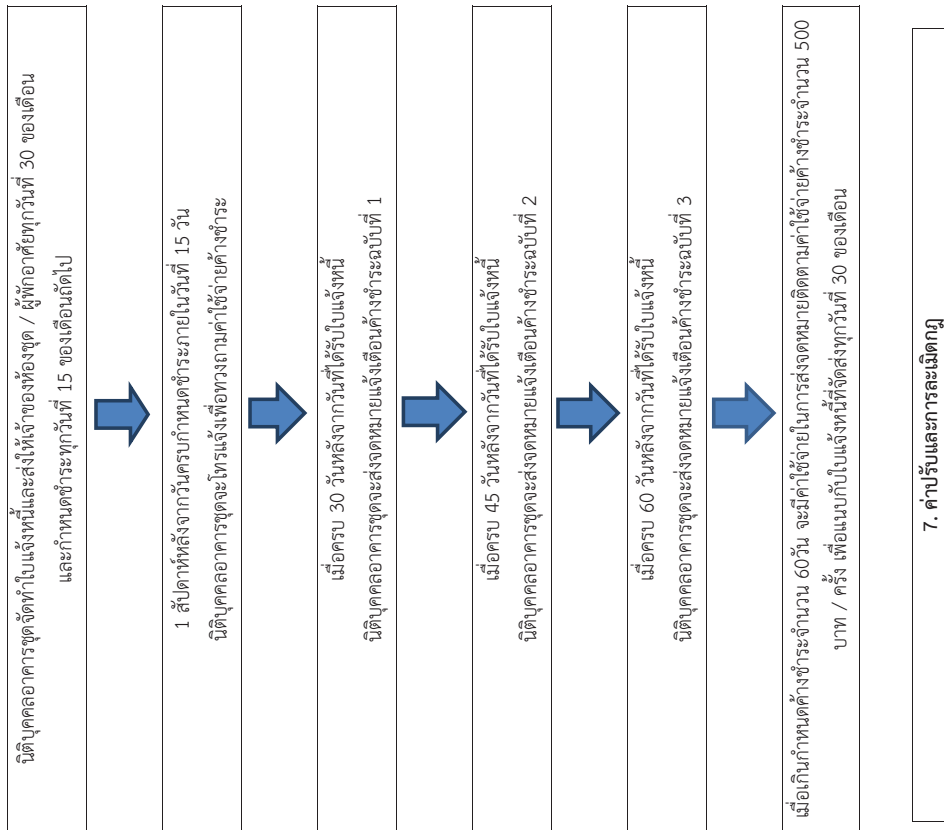 นิติบุคคลอาคารชุดจัดทำใบแจ้งหนี้และส่งให้เจ้าของห้องชุด / ผู้พักอาศัยทุกวันที่ 30 ของเดือน
และกำหนดชำระทุกวันที่ 15 ของเดือนถัดไป
1 สัปดาห์หลังจากวันครบกำหนดชำระภายในวันที่ 15 วัน
นิติบุคคลอาคารชุดจะโทรแจ้งเพื่อทวงถามค่าใช้จ่ายค้างชำระ
เมื่อครบ 30 วันหลังจากวันที่ได้รับใบแจ้งหนี้
นิติบุคคลอาคารชุดจะส่งจดหมายแจ้งเตือนค้างชำระฉบับที่ 1
เมื่อครบ 45 วันหลังจากวันที่ได้รับใบแจ้งหนี้
นิติบุคคลอาคารชุดจะส่งจดหมายแจ้งเตือนค้างชำระฉบับที่ 2
เมื่อครบ 60 วันหลังจากวันที่ได้รับใบแจ้งหนี้
นิติบุคคลอาคารชุดจะส่งจดหมายแจ้งเตือนค้างชำระฉบับที่ 3
เมื่อเกินกำหนดค้างชำระจำนวน 60วัน จะมีค่าใช้จ่ายในการส่งจดหมายติดตามค่าใช้จ่ายค้างชำระจำนวน 500
บาท / ครั้ง เพื่อแนบกับใบแจ้งหนี้ที่จัดส่งทุกวันที่ 30 ของเดือน
7. ค่าปรับและการละเมิดกฎ